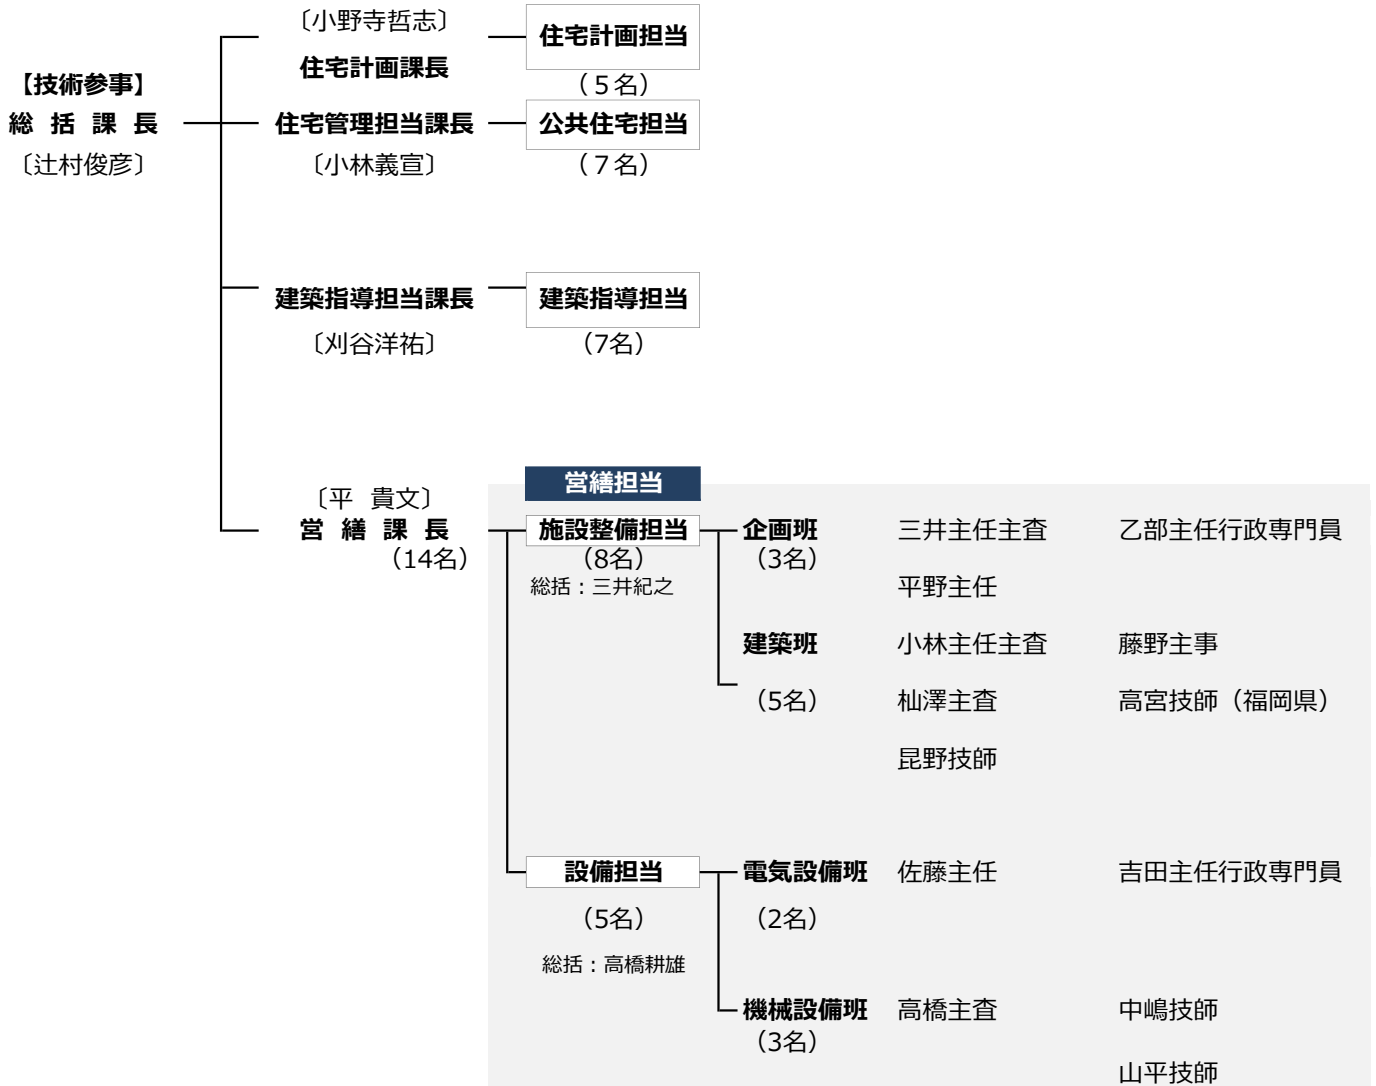 〔小野寺哲志〕
住宅計画課長
住宅計画担当
（５名）
【技術参事】
総 括 課 長
〔辻村俊彦〕
住宅管理担当課長
〔小林義宣〕
公共住宅担当
（７名）
建築指導担当課長
〔刈谷洋祐〕
建築指導担当
（7名）
〔平 貴文〕
営 繕 課 長
（14名）
営繕担当
施設整備担当
（8名）
総括：三井紀之
企画班
（3名）
三井主任主査 乙部主任行政専門員
平野主任
建築班
（5名）
小林主任主査 藤野主事
杣澤主査 高宮技師（福岡県）
昆野技師
設備担当
（5名）
総括：高橋耕雄
電気設備班
（2名）
佐藤主任 吉田主任行政専門員
機械設備班
（3名）
高橋主査 中嶋技師
山平技師